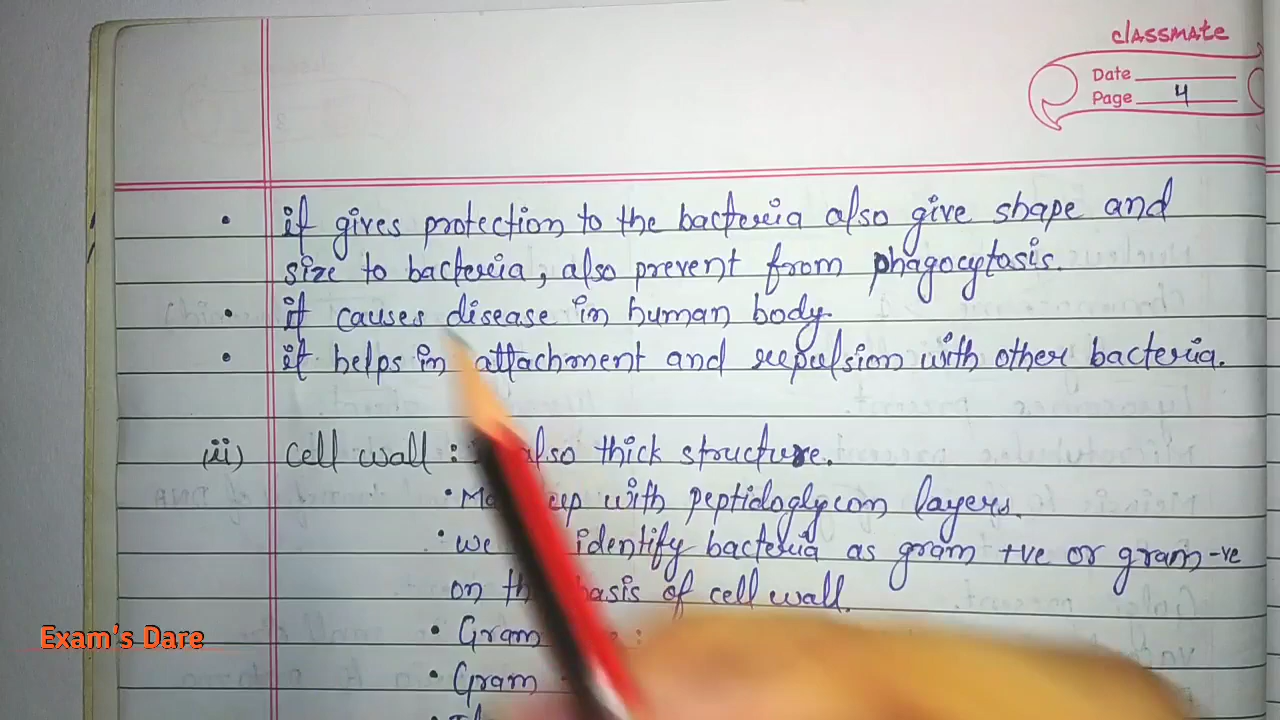 classmate
Date
Page 4
• it gives protection to the bacteria also give shape and
size to bacteria, also prevent from phagocytosis.
• it causes disease in human body.
• it helps in attachment and repulsion with other bacteria.
(ii) Cell wall : also thick structure.
• with peptidoglycan layers.
• we identify bacteria as gram +ve or gram -ve
on basis of cell wall.
• Gram :
• Gram
Exam's Dare